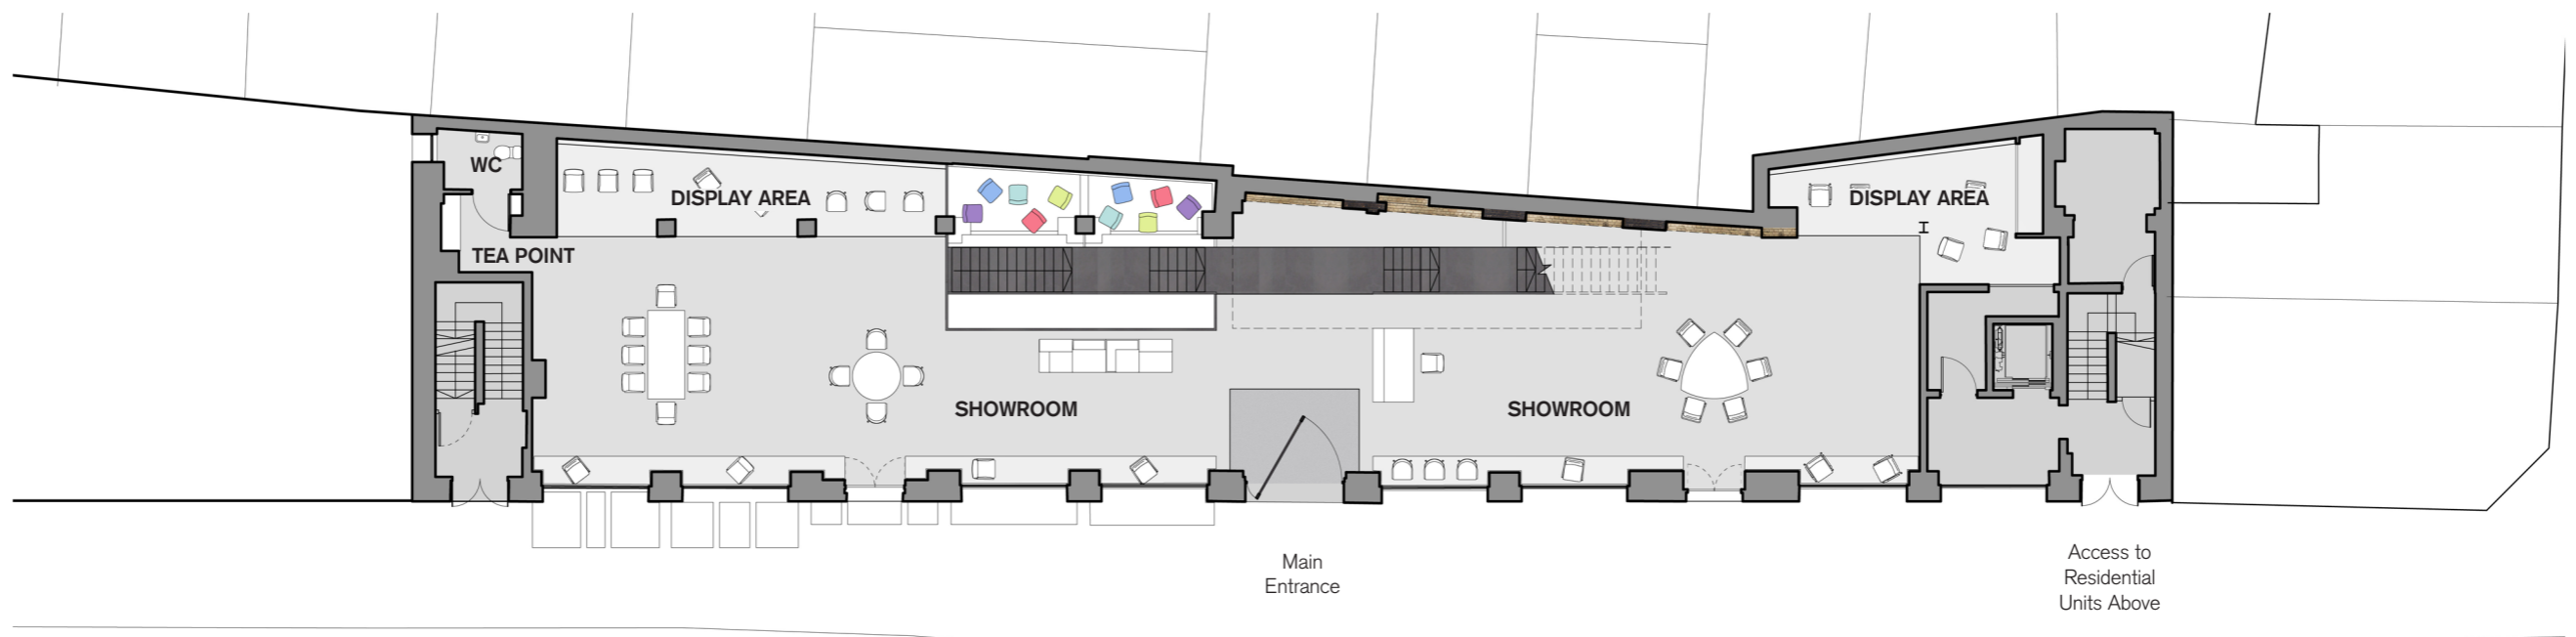 WC
DISPLAY AREA
DISPLAY AREA
TEA POINT
SHOWROOM
SHOWROOM
Main
Entrance
Access to
Residential
Units Above